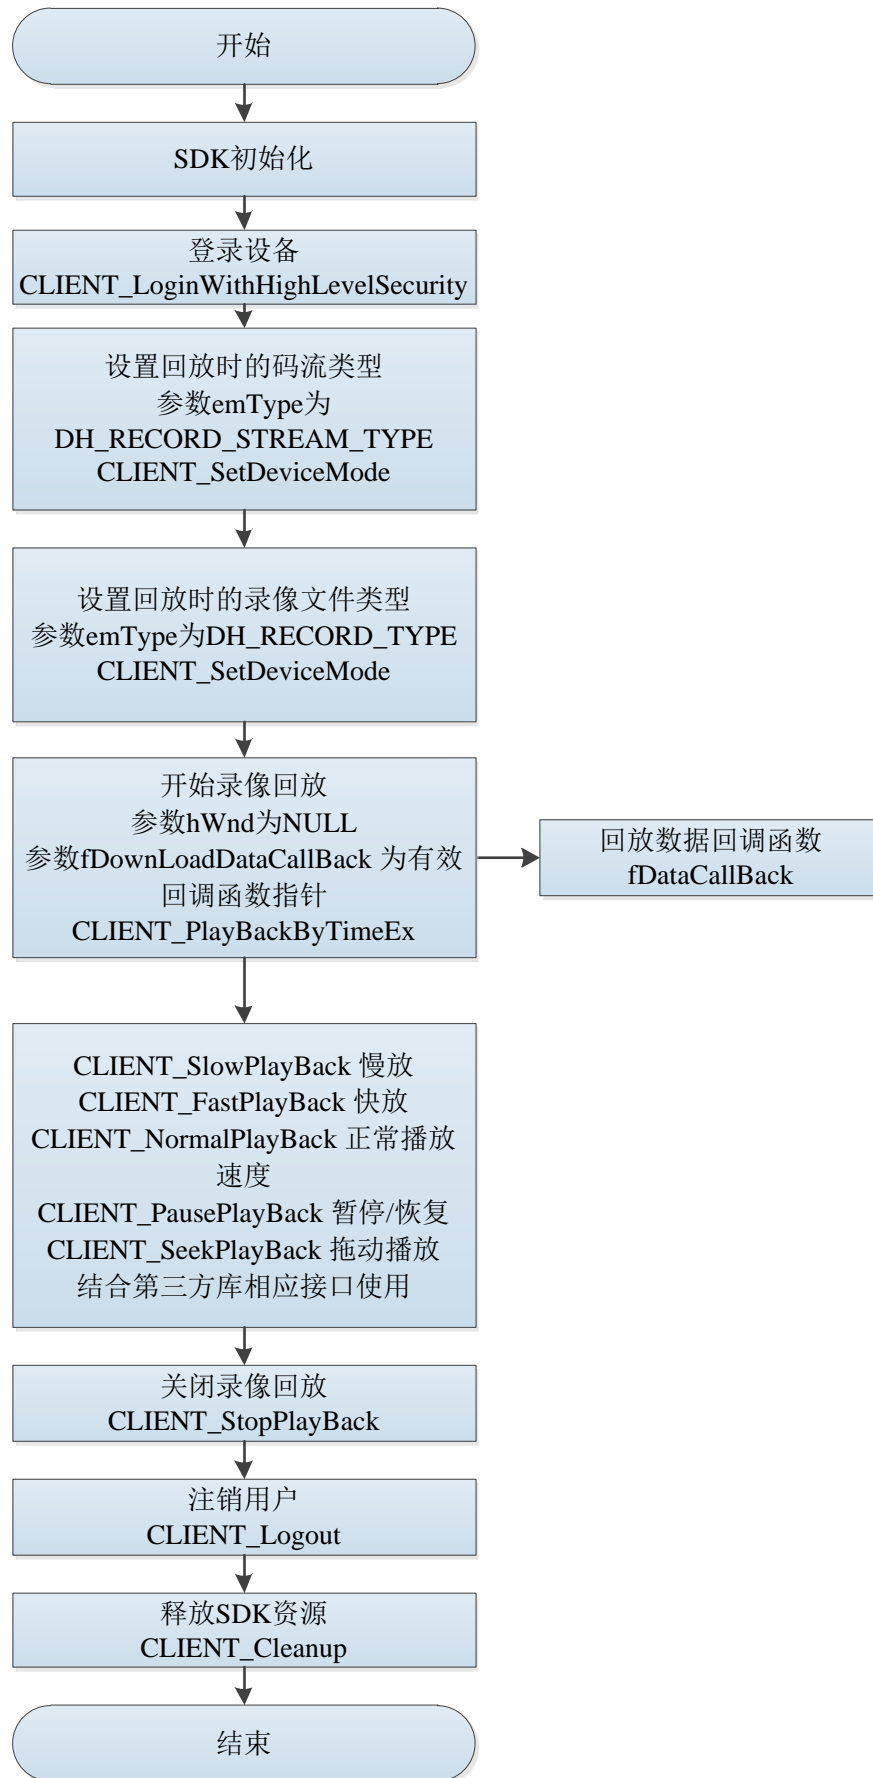 开始
SDK初始化
登录设备
CLIENT_LoginWithHighLevelSecurity
设置回放时的码流类型
参数emType为
DH_RECORD_STREAM_TYPE
CLIENT_SetDeviceMode
设置回放时的录像文件类型
参数emType为DH_RECORD_TYPE
CLIENT_SetDeviceMode
开始录像回放
参数hWnd为NULL
参数fDownLoadDataCallBack 为有效
回调函数指针
CLIENT_PlayBackByTimeEx
回放数据回调函数
fDataCallBack
CLIENT_SlowPlayBack 慢放
CLIENT_FastPlayBack 快放
CLIENT_NormalPlayBack 正常播放
速度
CLIENT_PausePlayBack 暂停/恢复
CLIENT_SeekPlayBack 拖动播放
结合第三方库相应接口使用
关闭录像回放
CLIENT_StopPlayBack
注销用户
CLIENT_Logout
释放SDK资源
CLIENT_Cleanup
结束